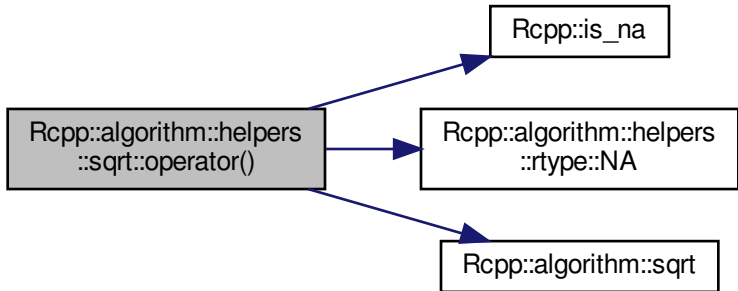 Rcpp::algorithm::helpers
::sqrt::operator()
Rcpp::is_na
Rcpp::algorithm::helpers
::rtype::NA
Rcpp::algorithm::sqrt